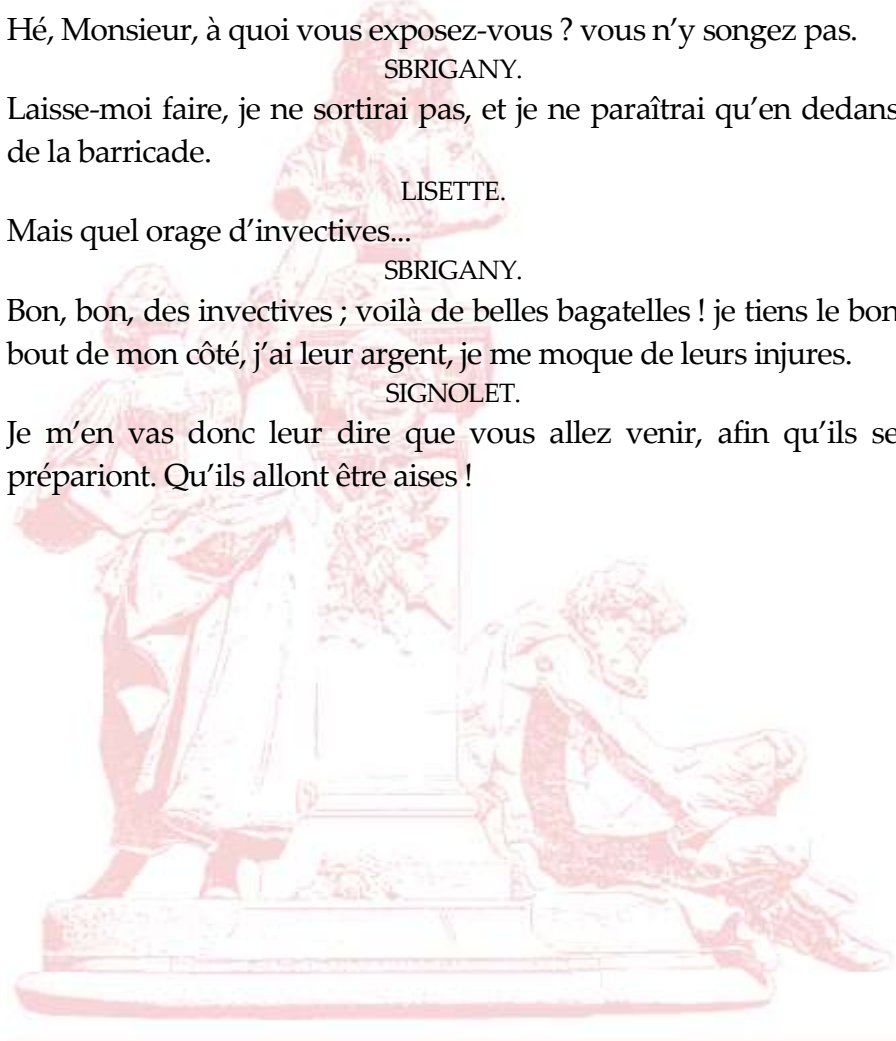 Hé, Monsieur, à quoi vous exposez-vous ? vous n’y songez pas.
SBRIGANY.
Laisse-moi faire, je ne sortirai pas, et je ne paraîtrai qu’en dedans
de la barricade.
LISETTE.
Mais quel orage d’invectives...
SBRIGANY.
Bon, bon, des invectives ; voilà de belles bagatelles ! je tiens le bon
bout de mon côté, j’ai leur argent, je me moque de leurs injures.
SIGNOLET.
Je m’en vas donc leur dire que vous allez venir, afin qu’ils se
prépariont. Qu’ils allont être aises !